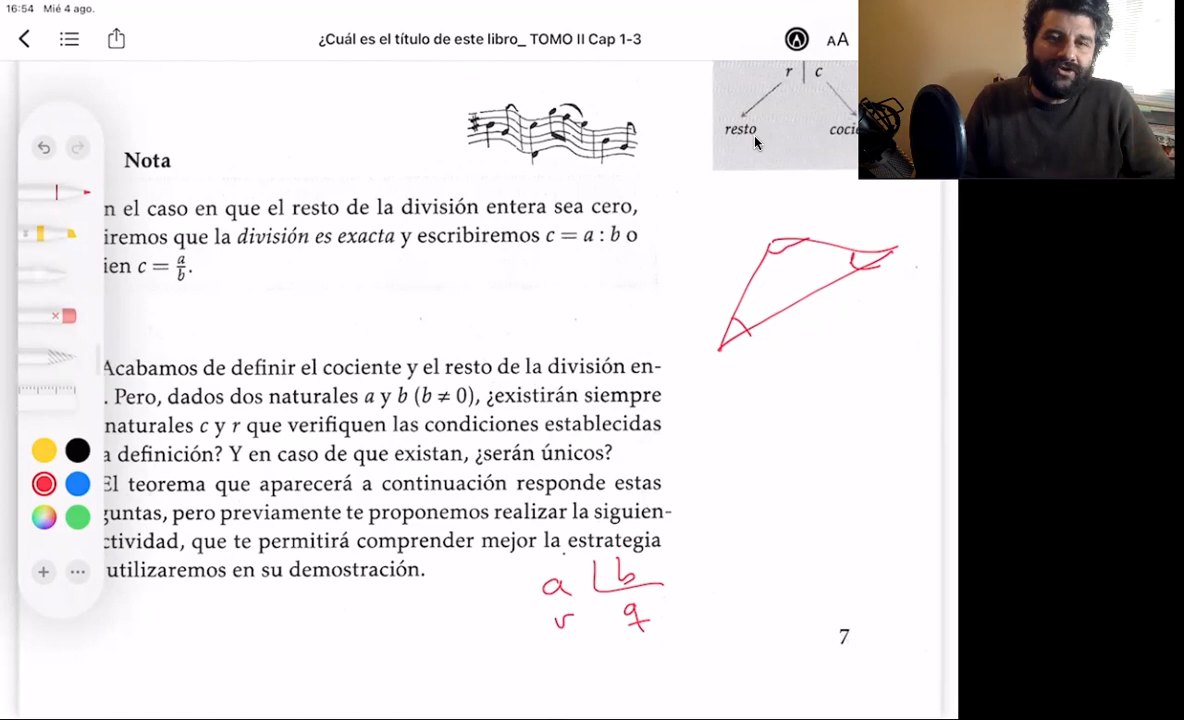 16:54 Mié 4 ago.
¿Cuál es el título de este libro_ TOMO II Cap 1-3
AA
r c
resto coci
Nota
n el caso en que el resto de la división entera sea cero,
iremos que la división es exacta y escribiremos c = a : b o
ien c = a/b.
Acabamos de definir el cociente y el resto de la división en-
. Pero, dados dos naturales a y b (b ≠ 0), ¿existirán siempre
naturales c y r que verifiquen las condiciones establecidas
a definición? Y en caso de que existan, ¿serán únicos?
El teorema que aparecerá a continuación responde estas
guntas, pero previamente te proponemos realizar la siguien-
ctividad, que te permitirá comprender mejor la estrategia
utilizaremos en su demostración.
a b
r q
7